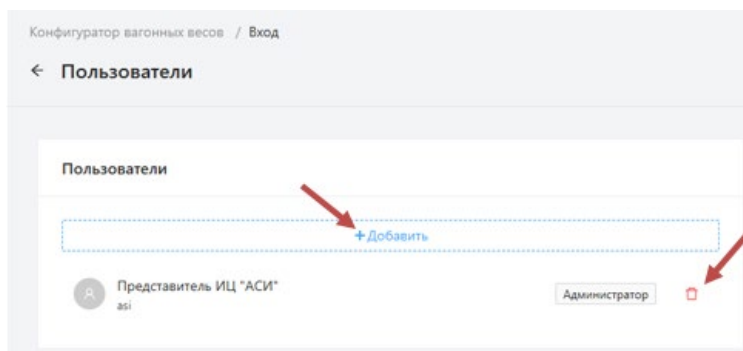 Конфигуратор вагонных весов / Вход
← Пользователи
Пользователи
+Добавить
Представитель ИЦ "АСИ"
Администратор
asi